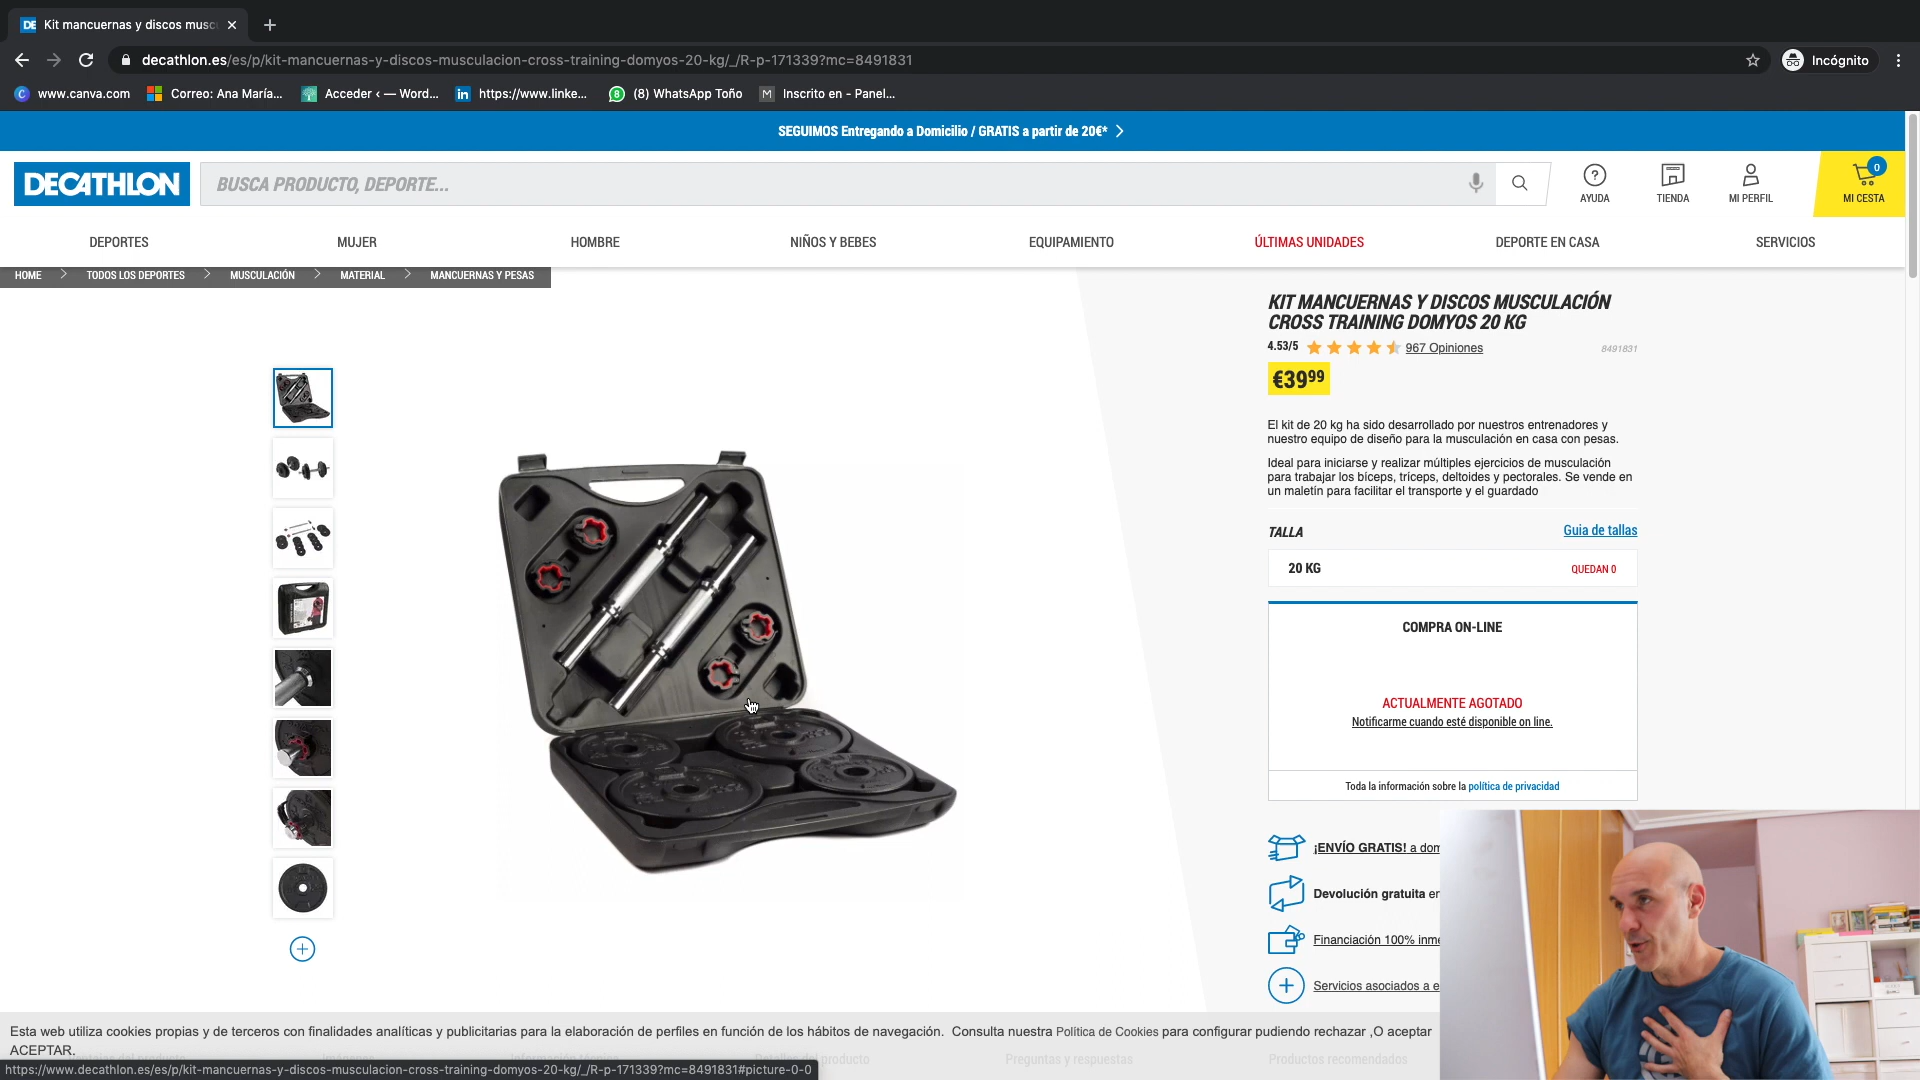 Kit mancuernas y discos musc
decathlon.es/es/p/kit-mancuernas-y-discos-musculacion-cross-training-domyos-20-kg/_/R-p-171339?mc=8491831
Incógnito
www.canva.com
Correo: Ana María...
Acceder ‹ — Word...
https://www.linke...
(8) WhatsApp Toño
Inscrito en - Panel...
SEGUIMOS Entregando a Domicilio / GRATIS a partir de 20€*
DECATHLON
BUSCA PRODUCTO, DEPORTE...
AYUDA
TIENDA
MI PERFIL
0
MI CESTA
DEPORTES
MUJER
HOMBRE
NIÑOS Y BEBES
EQUIPAMIENTO
ÚLTIMAS UNIDADES
DEPORTE EN CASA
SERVICIOS
HOME
TODOS LOS DEPORTES
MUSCULACIÓN
MATERIAL
MANCUERNAS Y PESAS
KIT MANCUERNAS Y DISCOS MUSCULACIÓN
CROSS TRAINING DOMYOS 20 KG
4.53/5
967 Opiniones
8491831
€39⁹⁹
El kit de 20 kg ha sido desarrollado por nuestros entrenadores y
nuestro equipo de diseño para la musculación en casa con pesas.
Ideal para iniciarse y realizar múltiples ejercicios de musculación
para trabajar los bíceps, tríceps, deltoides y pectorales. Se vende en
un maletín para facilitar el transporte y el guardado
TALLA
Guia de tallas
20 KG
QUEDAN 0
COMPRA ON-LINE
ACTUALMENTE AGOTADO
Notificarme cuando esté disponible on line.
Toda la información sobre la política de privacidad
¡ENVÍO GRATIS! a dom
Devolución gratuita en
Financiación 100% inme
Servicios asociados a e
Esta web utiliza cookies propias y de terceros con finalidades analíticas y publicitarias para la elaboración de perfiles en función de los hábitos de navegación. Consulta nuestra Política de Cookies para configurar pudiendo rechazar ,O aceptar
ACEPTAR.
Preguntas y respuestas
Productos recomendados
https://www.decathlon.es/es/p/kit-mancuernas-y-discos-musculacion-cross-training-domyos-20-kg/_/R-p-171339?mc=8491831#picture-0-0